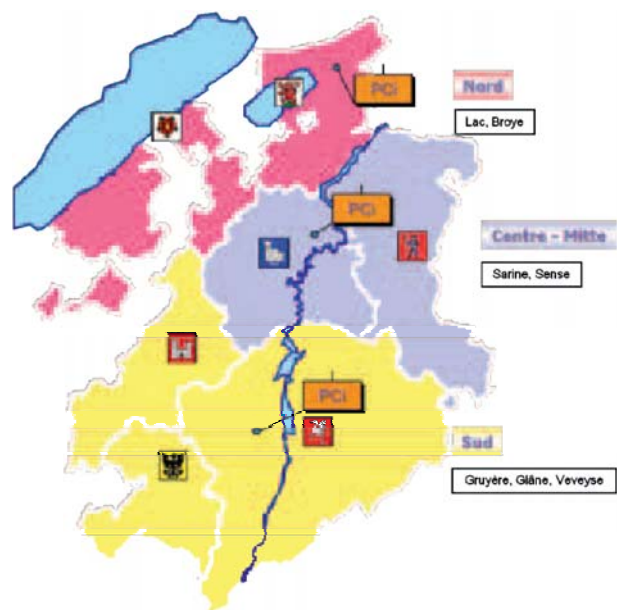 PCi
Nord
Lac, Broye
PCi
Centre - Mitte
Sarine, Sense
PCi
Sud
Gruyère, Glâne, Veveyse